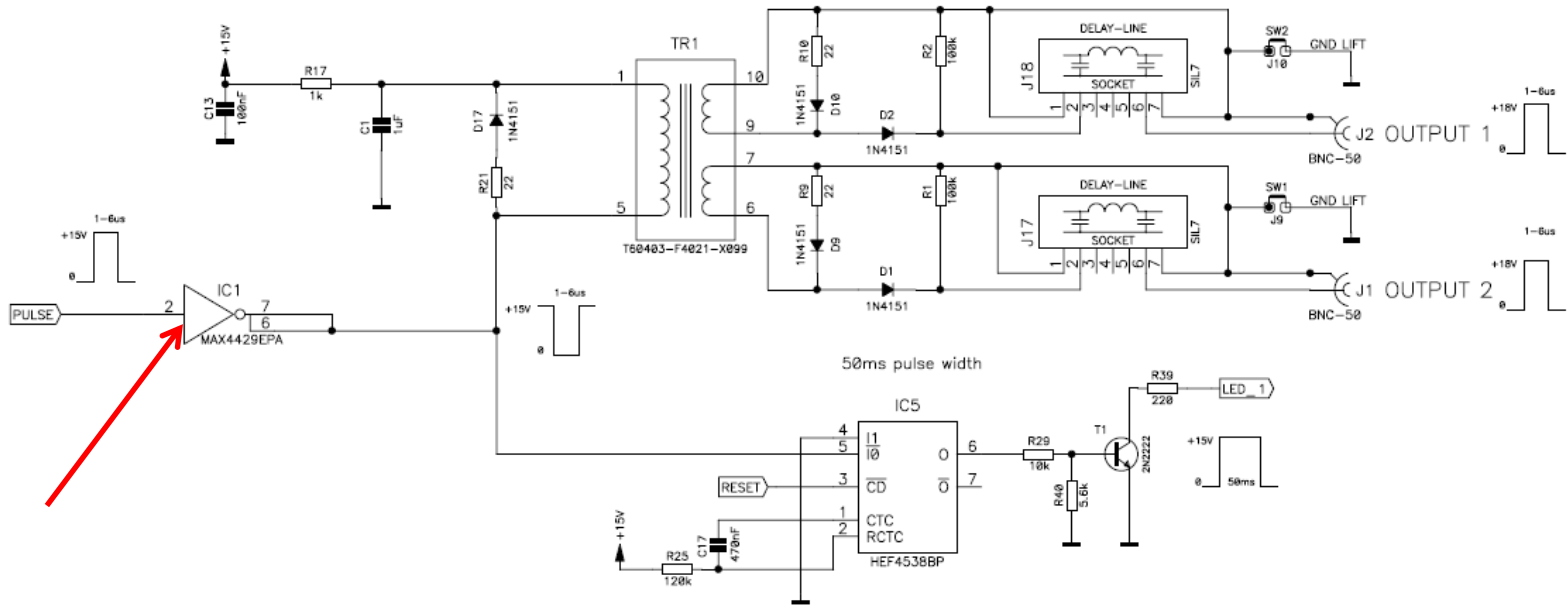 +15V
C13
100nF
R17
1k
C1
1uF
D17
1N4151
R21
22
TR1
1
5
10
9
7
6
T60403-F4021-X099
R10
22
1N4151
D10
D2
1N4151
R2
100k
DELAY-LINE
J18
SOCKET
SIL7
1 2 3 4 5 6 7
SW2
J10
GND LIFT
J2 OUTPUT 1
BNC-50
1-6us
+18V
0
R9
22
1N4151
D9
D1
1N4151
R1
100k
DELAY-LINE
J17
SOCKET
SIL7
1 2 3 4 5 6 7
SW1
J9
GND LIFT
J1 OUTPUT 2
BNC-50
1-6us
+18V
0
1-6us
+15V
0
PULSE
2
IC1
7
6
MAX4429EPA
1-6us
+15V
0
50ms pulse width
IC5
4 I1
5 I0
3 CD
1 CTC
2 RCTC
O 6
O 7
HEF4538BP
RESET
+15V
R25
120k
C17
470nF
R29
10k
R40
5.6k
T1
2N2222
R39
220
LED_1
+15V
0
50ms